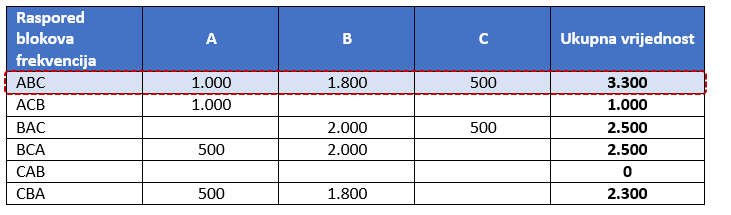 Raspored blokova frekvencija A B C Ukupna vrijednost
ABC 1.000 1.800 500 3.300
ACB 1.000 1.000
BAC 2.000 500 2.500
BCA 500 2.000 2.500
CAB 0
CBA 500 1.800 2.300